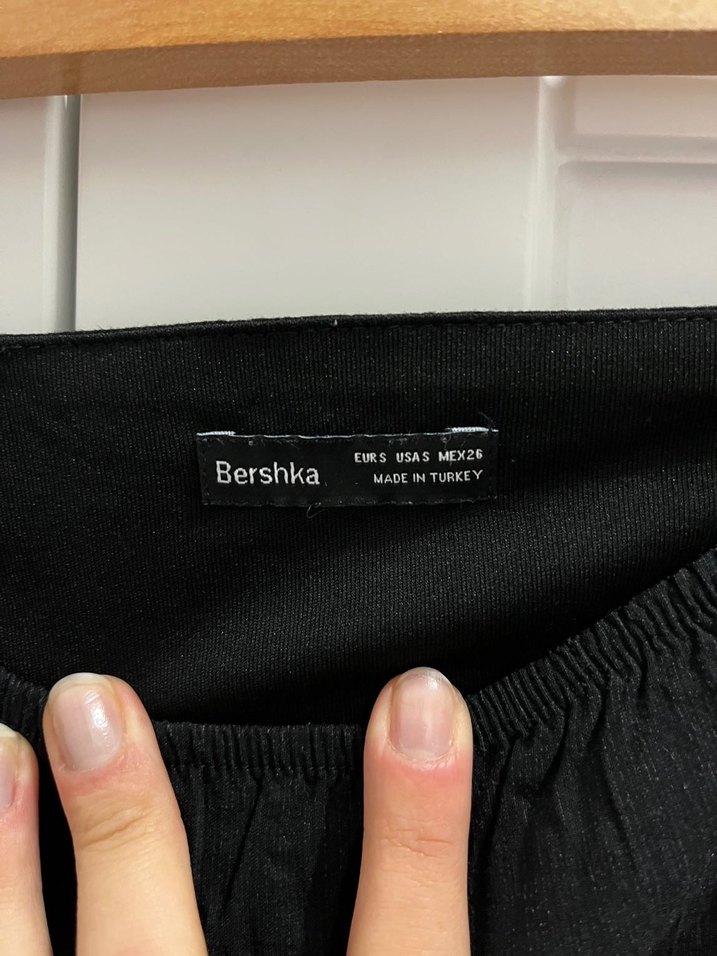 Bershka
EUR S USA S MEX 26
MADE IN TURKEY